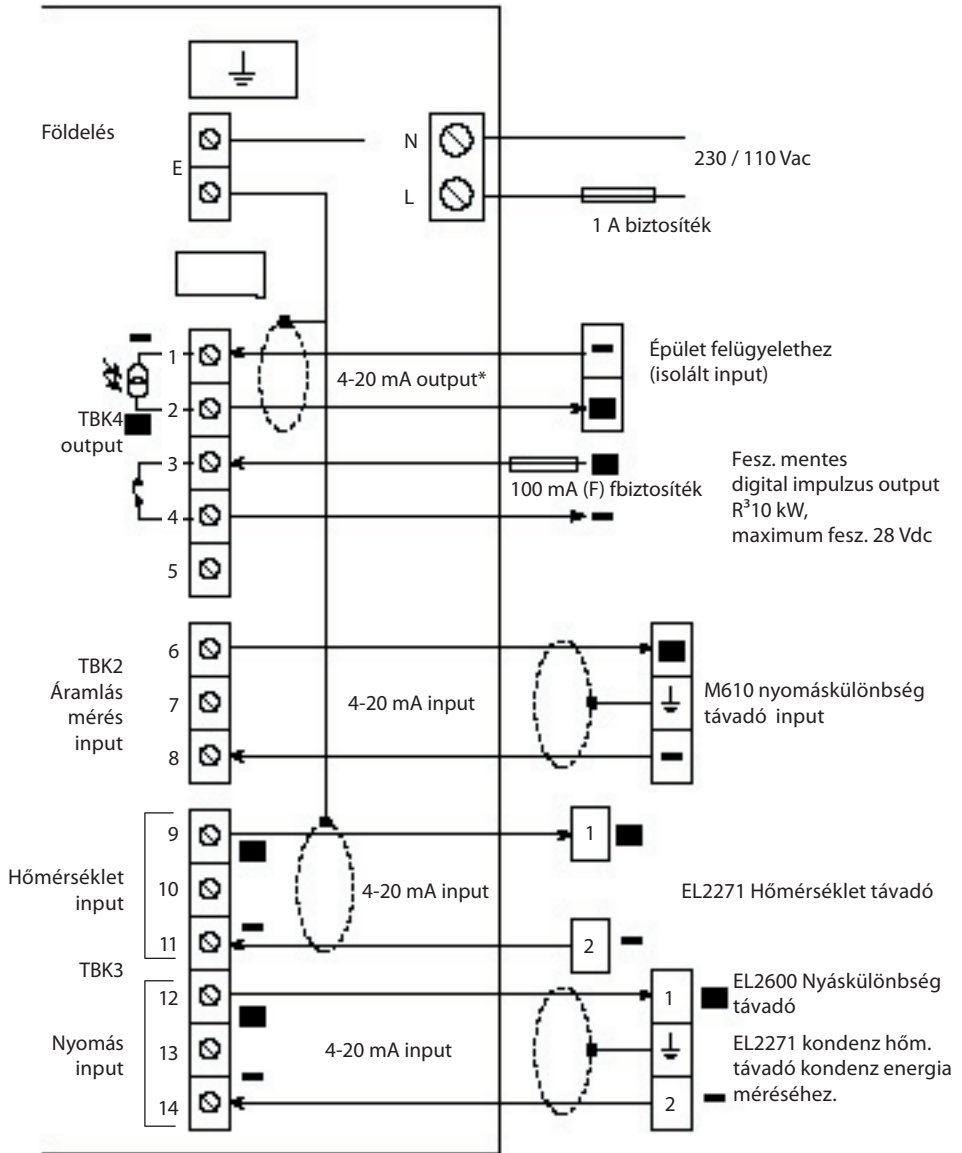 Földelés
E
N
L
230 / 110 Vac
1 A biztosíték
1
2
3
4
5
TBK4
output
4-20 mA output*
Épület felügyelethez
(isolált input)
100 mA (F) fbiztosíték
Fesz. mentes
digital impulzus output
R³10 kW,
maximum fesz. 28 Vdc
6
7
8
TBK2
Áramlás
mérés
input
4-20 mA input
M610 nyomáskülönbség
távadó input
9
10
11
Hőmérséklet
input
4-20 mA input
1
2
EL2271 Hőmérséklet távadó
TBK3
12
13
14
Nyomás
input
4-20 mA input
1
2
EL2600 Nyáskülönbség
távadó
EL2271 kondenz hőm.
távadó kondenz energia
méréséhez.